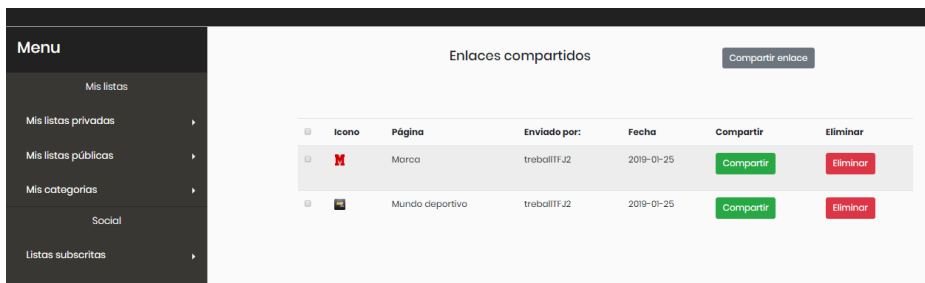 Menu
Mis listas
Mis listas privadas
Mis listas públicas
Mis categorias
Social
Listas subscritas
Enlaces compartidos
Compartir enlace
Icono Página Enviado por: Fecha Compartir Eliminar
M Marca treballTFJ2 2019-01-25 Compartir Eliminar
Mundo deportivo treballTFJ2 2019-01-25 Compartir Eliminar